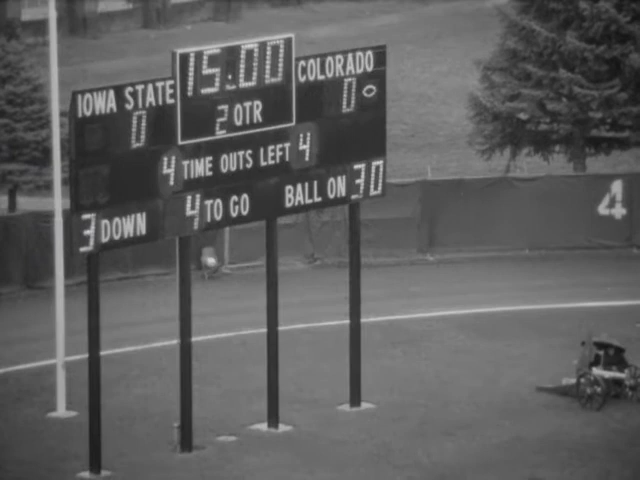 15:00
IOWA STATE COLORADO
0 2 QTR 0
4 TIME OUTS LEFT 4
3 DOWN 4 TO GO BALL ON 30
4